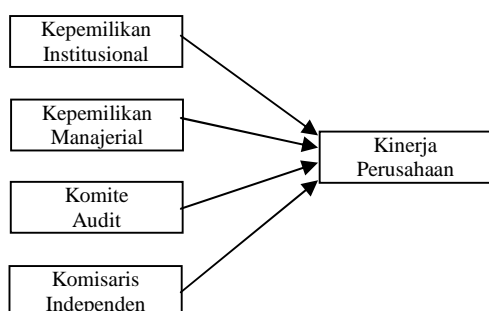 Kepemilikan
Institusional
Kepemilikan
Manajerial
Kinerja
Perusahaan
Komite
Audit
Komisaris
Independen